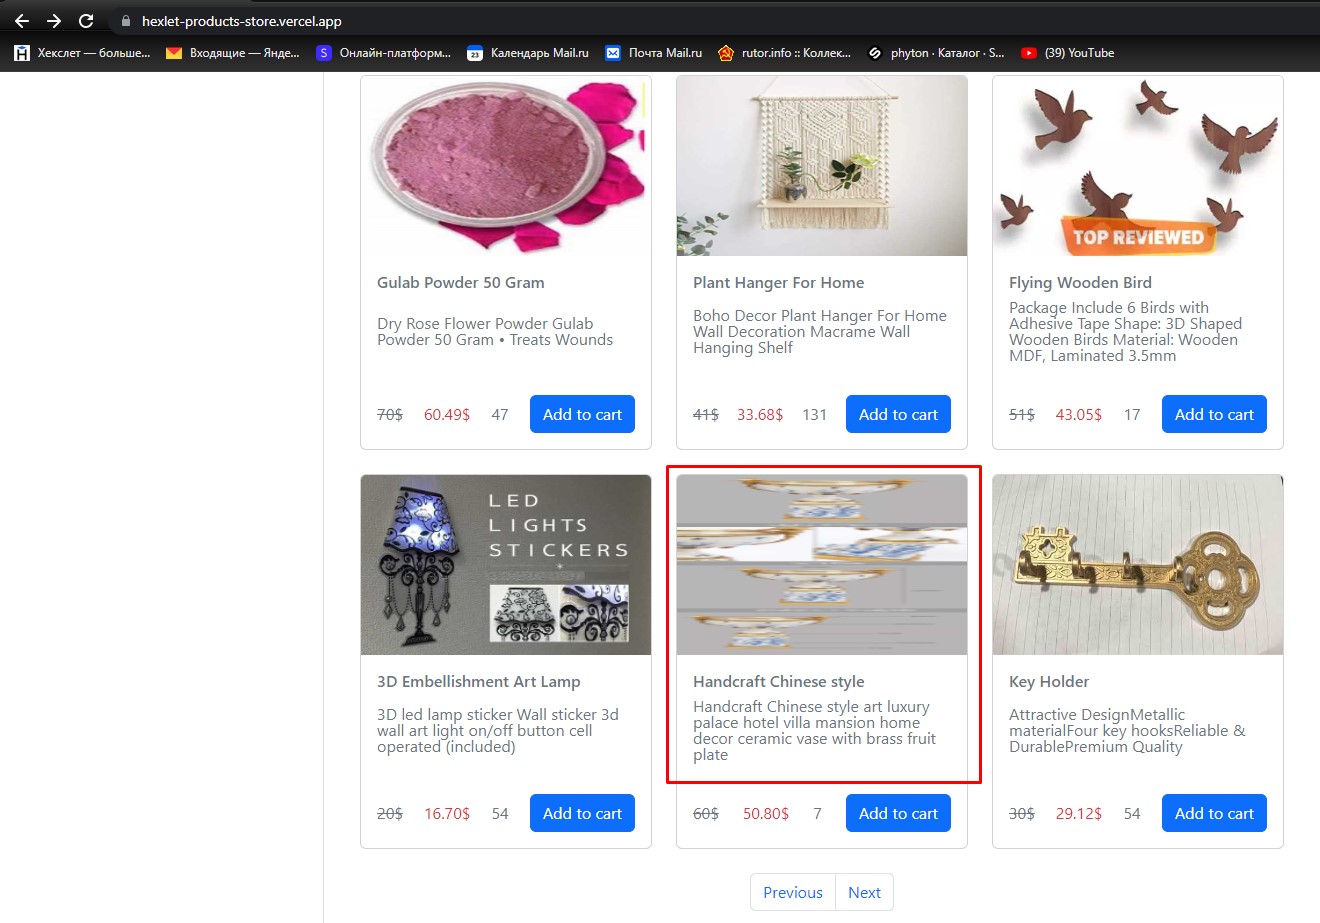 hexlet-products-store.vercel.app
Хекслет — больше... Входящие — Янде... Онлайн-платформ... Календарь Mail.ru Почта Mail.ru rutor.info :: Коллек... phyton · Каталог · S... (39) YouTube
TOP REVIEWED
Gulab Powder 50 Gram
Dry Rose Flower Powder Gulab
Powder 50 Gram • Treats Wounds
70$ 60.49$ 47 Add to cart
Plant Hanger For Home
Boho Decor Plant Hanger For Home
Wall Decoration Macrame Wall
Hanging Shelf
41$ 33.68$ 131 Add to cart
Flying Wooden Bird
Package Include 6 Birds with
Adhesive Tape Shape: 3D Shaped
Wooden Birds Material: Wooden
MDF, Laminated 3.5mm
51$ 43.05$ 17 Add to cart
LED
LIGHTS
STICKERS
3D Embellishment Art Lamp
3D led lamp sticker Wall sticker 3d
wall art light on/off button cell
operated (included)
20$ 16.70$ 54 Add to cart
Handcraft Chinese style
Handcraft Chinese style art luxury
palace hotel villa mansion home
decor ceramic vase with brass fruit
plate
60$ 50.80$ 7 Add to cart
Key Holder
Attractive DesignMetallic
materialFour key hooksReliable &
DurablePremium Quality
30$ 29.12$ 54 Add to cart
Previous Next